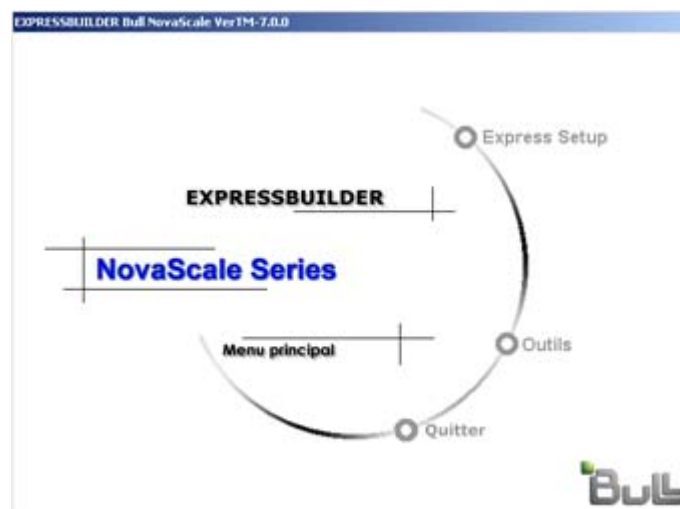 EXPRESSBUILDER Bull NovaScale VerTM-7.0.0
Express Setup
EXPRESSBUILDER
NovaScale Series
Menu principal
Outils
Quitter
Bull